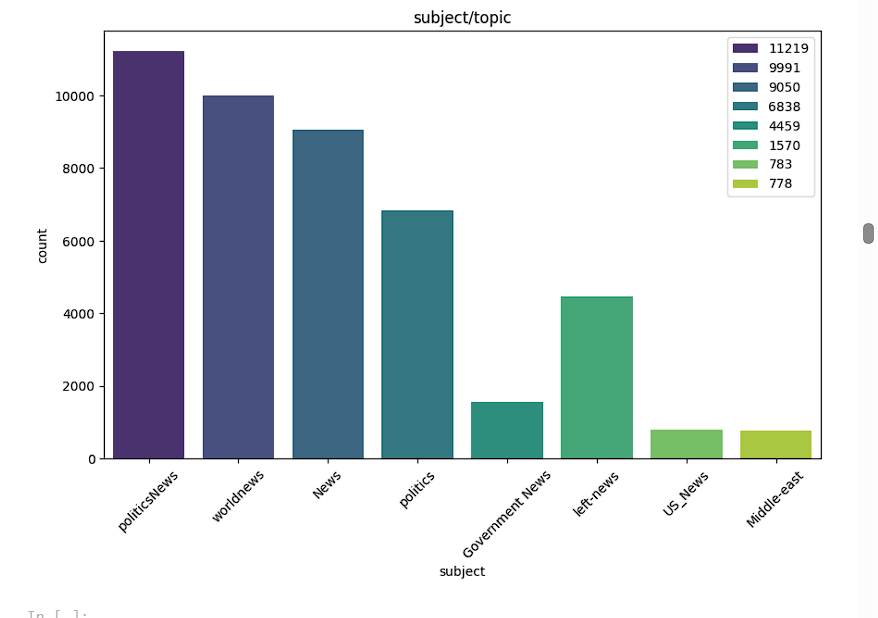 subject/topic
11219
9991
9050
6838
4459
1570
783
778
10000
8000
6000
4000
2000
0
count
politicsNews
worldnews
News
politics
Government News
left-news
US_News
Middle-east
subject
In [ ]: